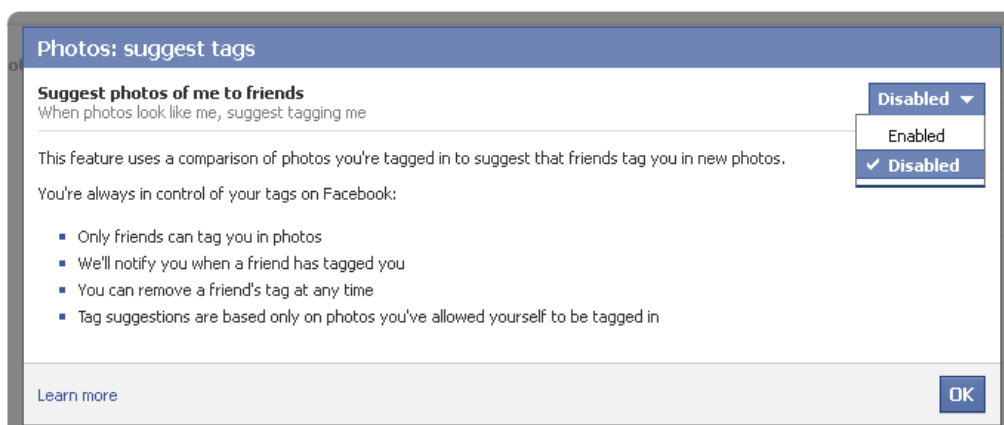 Photos: suggest tags
Suggest photos of me to friends
When photos look like me, suggest tagging me
Disabled
Enabled
Disabled
This feature uses a comparison of photos you're tagged in to suggest that friends tag you in new photos.
You're always in control of your tags on Facebook:
Only friends can tag you in photos
We'll notify you when a friend has tagged you
You can remove a friend's tag at any time
Tag suggestions are based only on photos you've allowed yourself to be tagged in
Learn more
OK